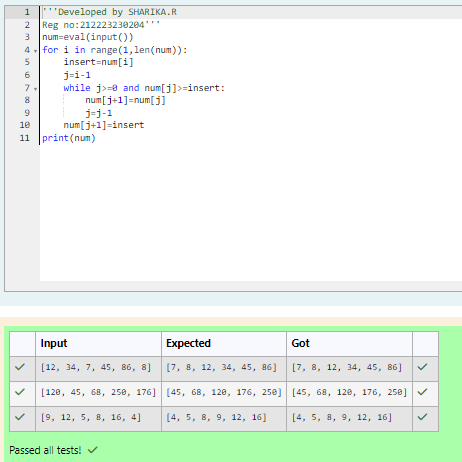 1 '''Developed by SHARIKA.R
2 Reg no:212223230204'''
3 num=eval(input())
4 for i in range(1,len(num)):
5     insert=num[i]
6     j=i-1
7     while j>=0 and num[j]>=insert:
8         num[j+1]=num[j]
9         j=j-1
10     num[j+1]=insert
11 print(num)
Input Expected Got
[12, 34, 7, 45, 86, 8] [7, 8, 12, 34, 45, 86] [7, 8, 12, 34, 45, 86]
[120, 45, 68, 250, 176] [45, 68, 120, 176, 250] [45, 68, 120, 176, 250]
[9, 12, 5, 8, 16, 4] [4, 5, 8, 9, 12, 16] [4, 5, 8, 9, 12, 16]
Passed all tests!